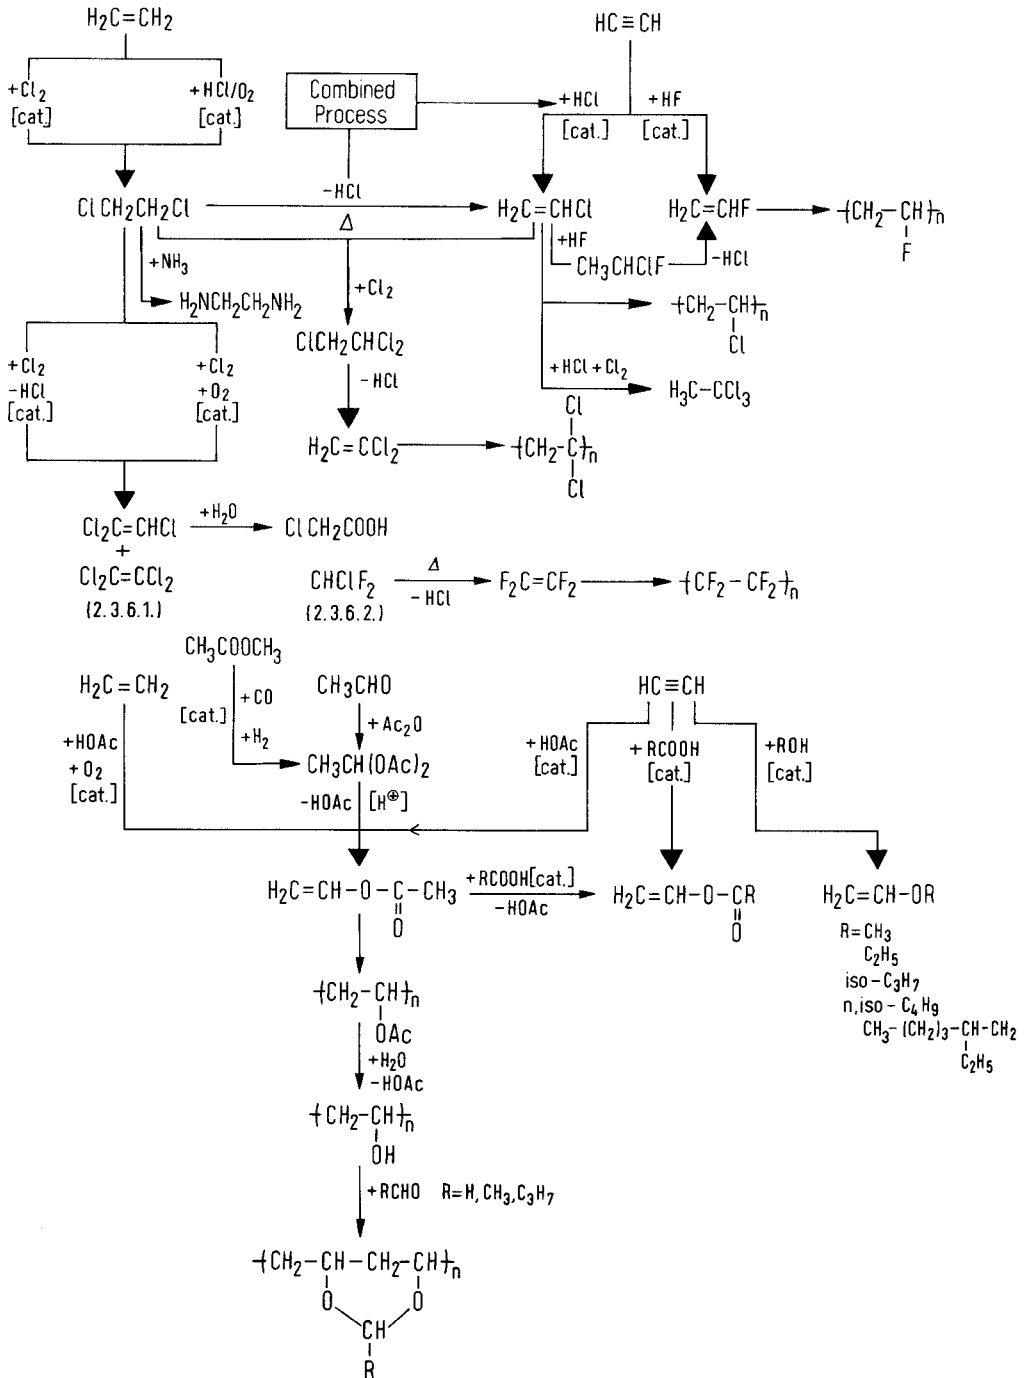 H₂C=CH₂
HC≡CH
+Cl₂
[cat.]
+HCl/O₂
[cat.]
Combined
Process
+HCl
[cat.]
+HF
[cat.]
ClCH₂CH₂Cl
-HCl
Δ
H₂C=CHCl
H₂C=CHF
-(CH₂-CH)n
F
+NH₃
H₂NCH₂CH₂NH₂
+Cl₂
+HF
CH₃CHClF
-HCl
ClCH₂CHCl₂
-(CH₂-CH)n
Cl
+Cl₂
-HCl
[cat.]
+Cl₂
+O₂
[cat.]
-HCl
+HCl+Cl₂
H₃C-CCl₃
H₂C=CCl₂
Cl
-(CH₂-C)n
Cl
Cl₂C=CHCl
+H₂O
ClCH₂COOH
+
Cl₂C=CCl₂
(2.3.6.1.)
CHClF₂
(2.3.6.2.)
Δ
-HCl
F₂C=CF₂
-(CF₂-CF₂)n
CH₃COOCH₃
H₂C=CH₂
[cat.]
+CO
+H₂
CH₃CHO
+Ac₂O
HC≡CH
+HOAc
+O₂
[cat.]
CH₃CH(OAc)₂
-HOAc
[H⊕]
+HOAc
[cat.]
+RCOOH
[cat.]
+ROH
[cat.]
H₂C=CH-O-C-CH₃
O
+RCOOH[cat.]
-HOAc
H₂C=CH-O-CR
O
H₂C=CH-OR
R=CH₃
C₂H₅
iso-C₃H₇
n,iso-C₄H₉
CH₃-(CH₂)₃-CH-CH₂
C₂H₅
-(CH₂-CH)n
OAc
+H₂O
-HOAc
-(CH₂-CH)n
OH
+RCHO R=H,CH₃,C₃H₇
-(CH₂-CH-CH₂-CH)n
O O
CH
R